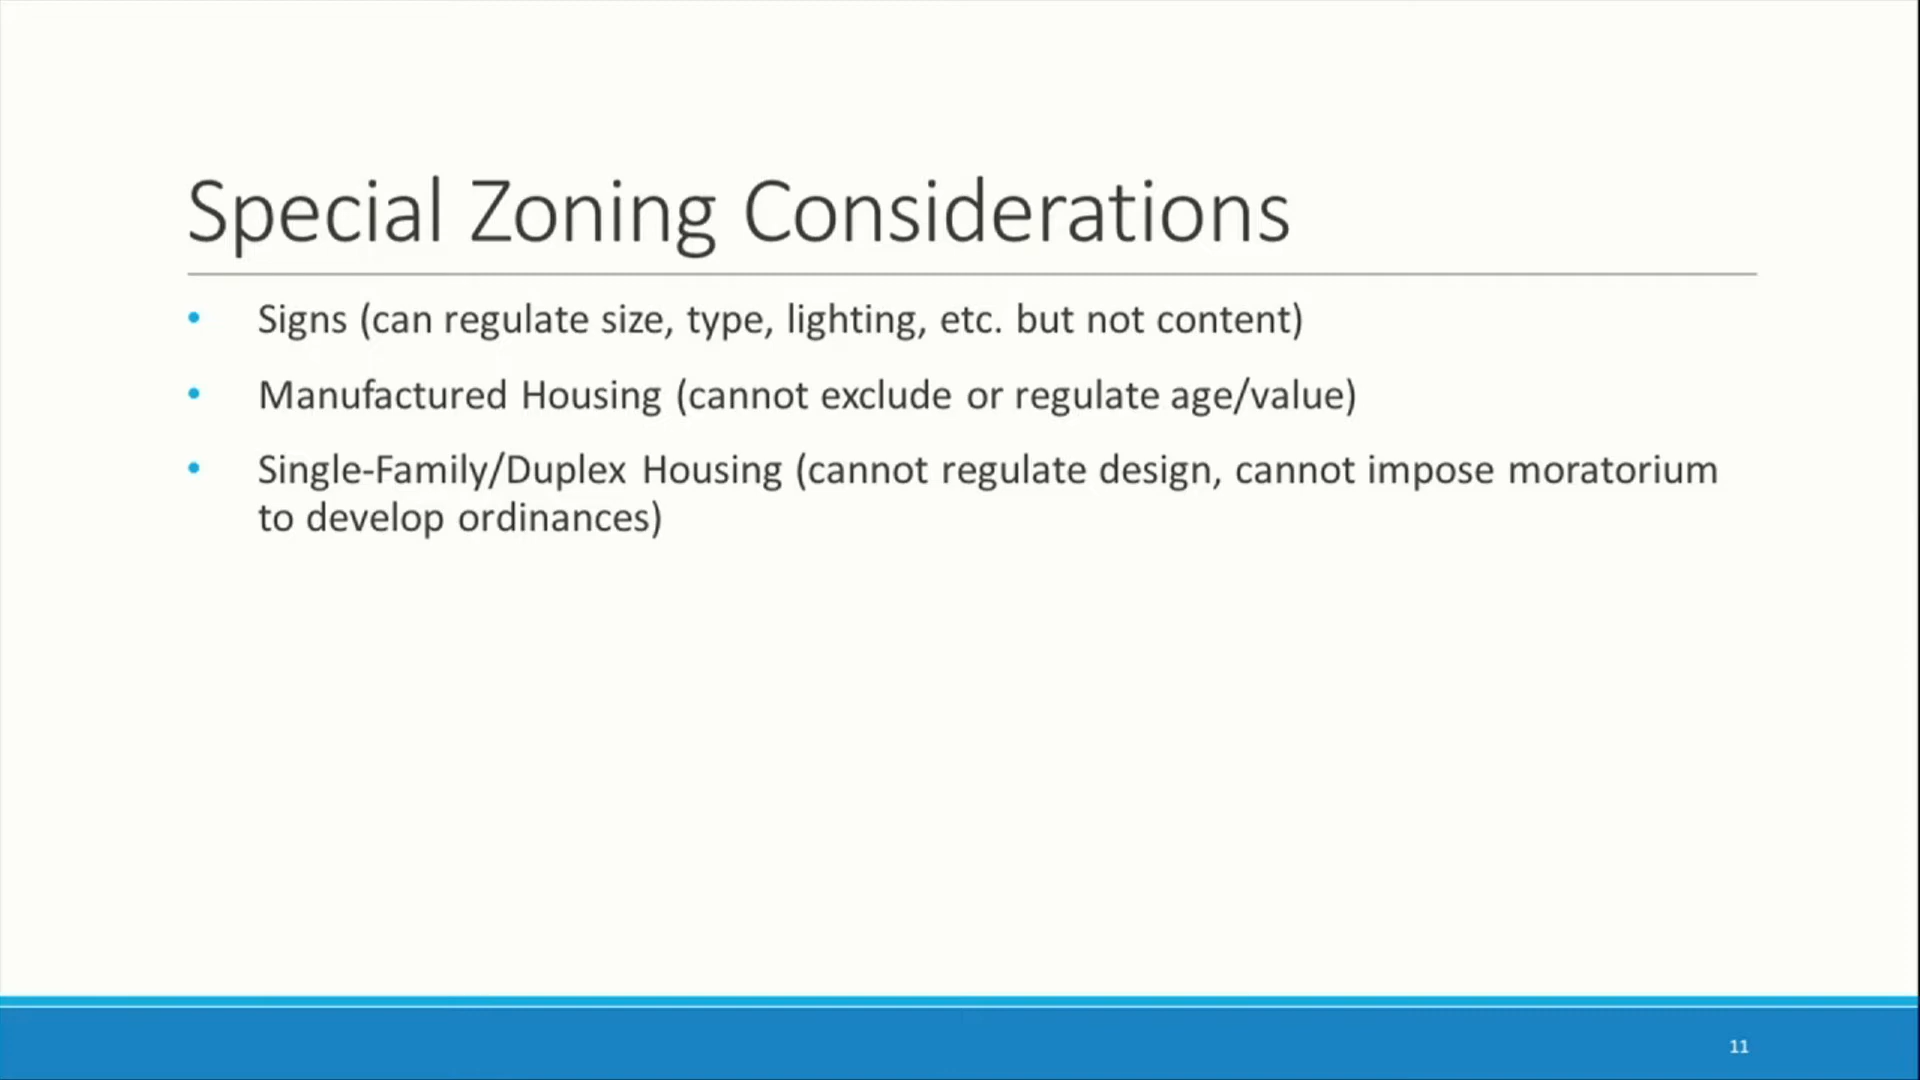 Special Zoning Considerations
• Signs (can regulate size, type, lighting, etc. but not content)
• Manufactured Housing (cannot exclude or regulate age/value)
• Single-Family/Duplex Housing (cannot regulate design, cannot impose moratorium
to develop ordinances)
11